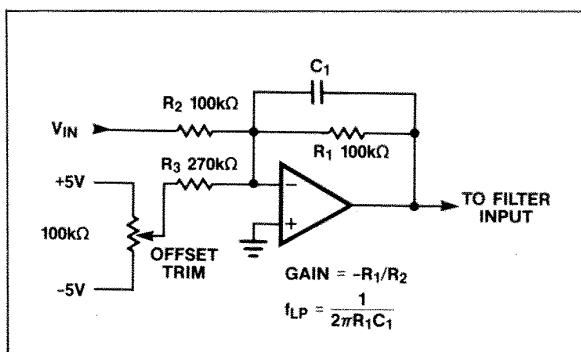 C1
R2 100kΩ
VIN
R1 100kΩ
R3 270kΩ
+5V
−
+
100kΩ
OFFSET
TRIM
−5V
TO FILTER
INPUT
GAIN = −R1/R2
fLP = 1
2πR1C1